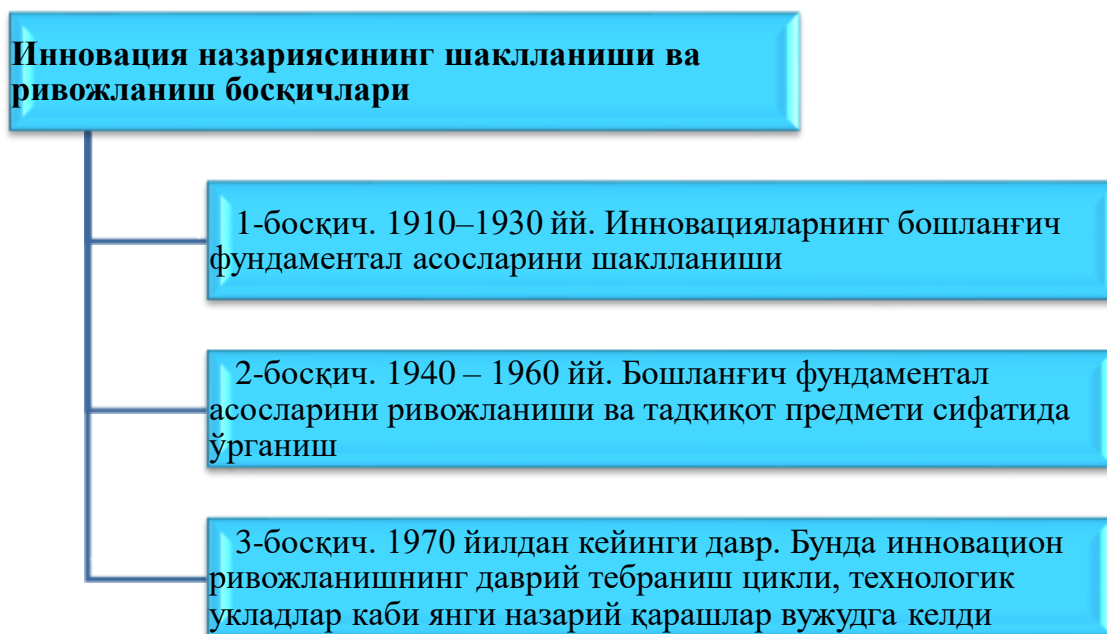 Инновация назариясининг шаклланиши ва
ривожланиш босқичлари
1-босқич. 1910–1930 йй. Инновацияларнинг бошланғич
фундаментал асосларини шаклланиши
2-босқич. 1940 – 1960 йй. Бошланғич фундаментал
асосларини ривожланиши ва тадқиқот предмети сифатида
ўрганиш
3-босқич. 1970 йилдан кейинги давр. Бунда инновацион
ривожланишнинг даврий тебраниш цикли, технологик
укладлар каби янги назарий қарашлар вужудга келди